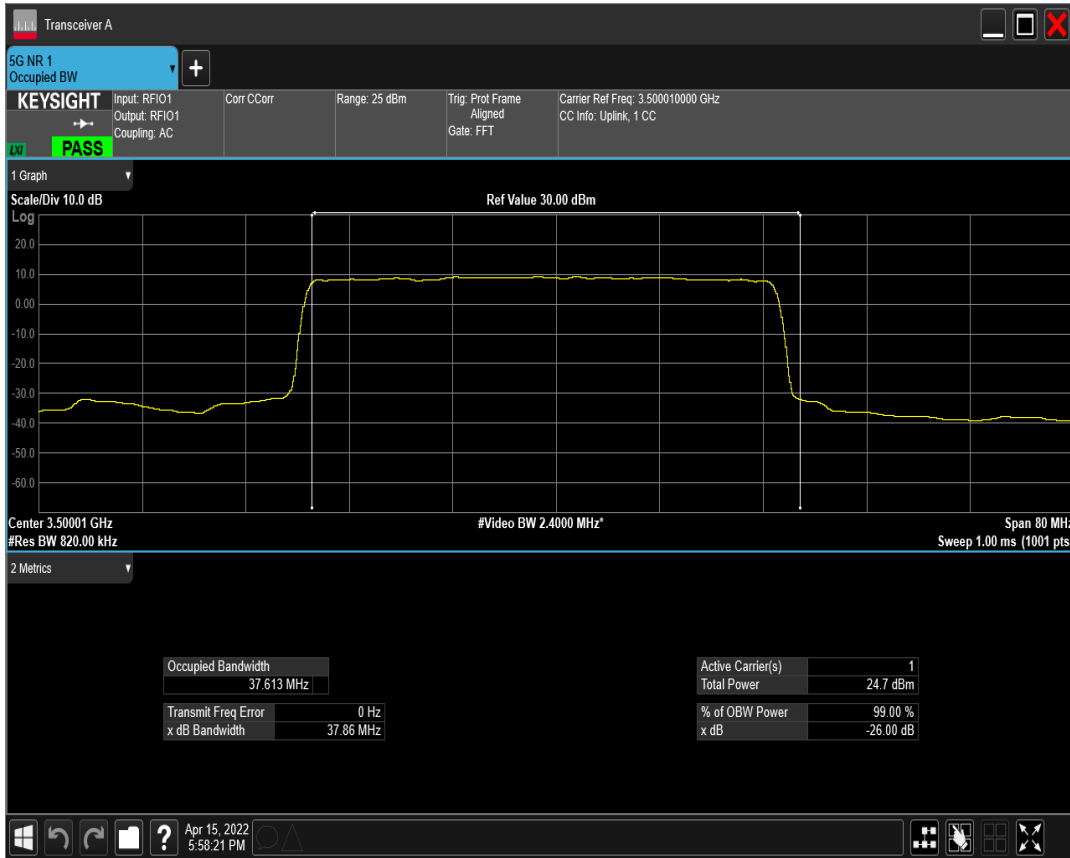 Transceiver A
5G NR 1
Occupied BW
+
KEYSIGHT
LXI
PASS
Input: RFIO1
Output: RFIO1
Coupling: AC
Corr CCorr
Range: 25 dBm
Trig: Prot Frame
Aligned
Gate: FFT
Carrier Ref Freq: 3.500010000 GHz
CC Info: Uplink, 1 CC
1 Graph
Scale/Div 10.0 dB
Ref Value 30.00 dBm
Log
20.0
10.0
0.00
-10.0
-20.0
-30.0
-40.0
-50.0
-60.0
Center 3.50001 GHz
#Video BW 2.4000 MHz*
Span 80 MHz
#Res BW 820.00 kHz
Sweep 1.00 ms (1001 pts
2 Metrics
Occupied Bandwidth
37.613 MHz
Transmit Freq Error 0 Hz
x dB Bandwidth 37.86 MHz
Active Carrier(s) 1
Total Power 24.7 dBm
% of OBW Power 99.00 %
x dB -26.00 dB
?
Apr 15, 2022
5:58:21 PM